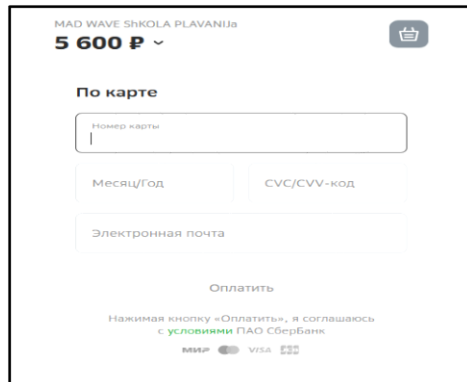 MAD WAVE ShKOLA PLAVANIJa
5 600 ₽
По карте
Номер карты
Месяц/Год
CVC/CVV-код
Электронная почта
Оплатить
Нажимая кнопку «Оплатить», я соглашаюсь
с условиями ПАО СберБанк
МИР VISA JCB